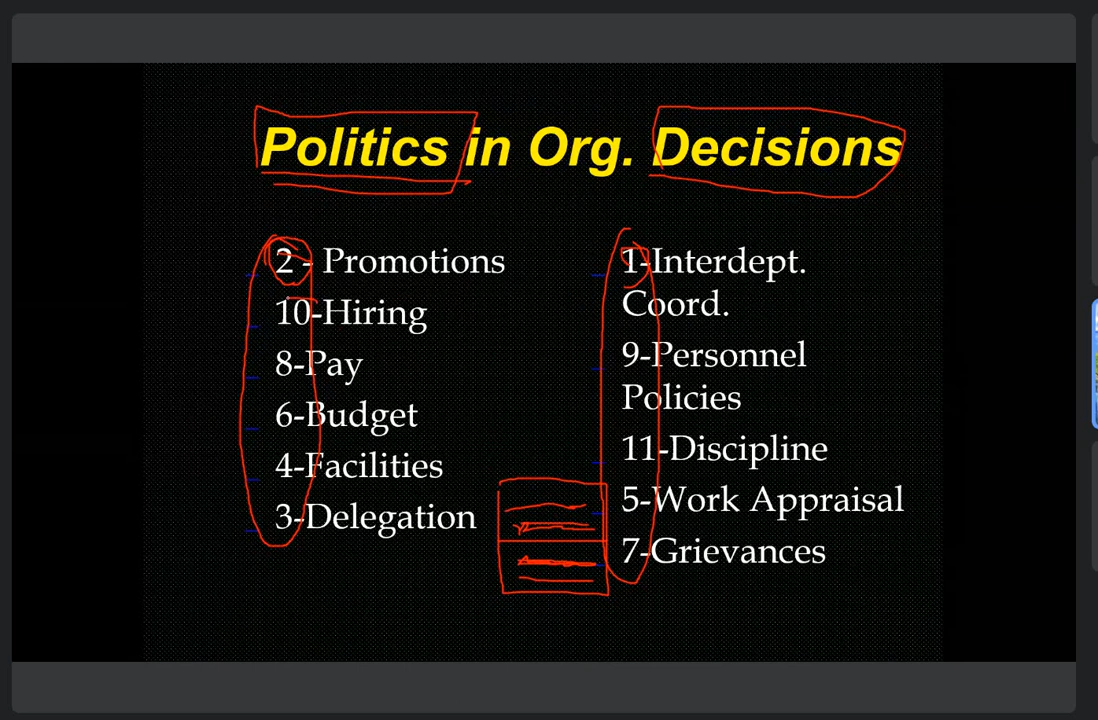 Politics in Org. Decisions
2 - Promotions
10-Hiring
8-Pay
6-Budget
4-Facilities
3-Delegation
1-Interdept.
Coord.
9-Personnel
Policies
11-Discipline
5-Work Appraisal
7-Grievances